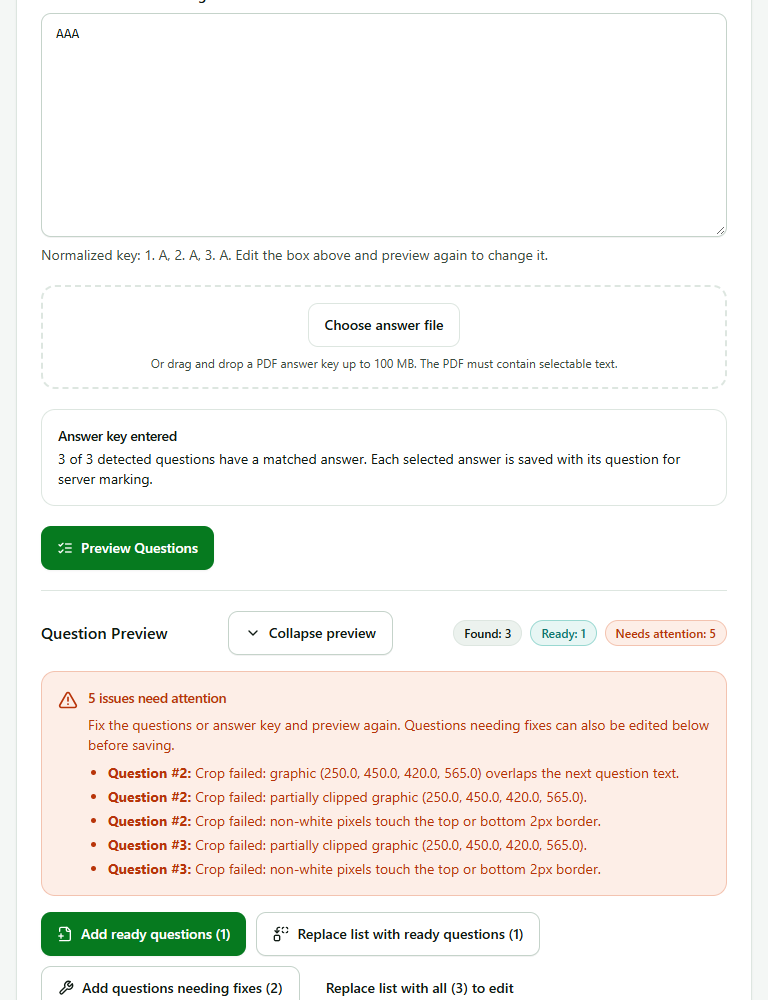 AAA
Normalized key: 1. A, 2. A, 3. A. Edit the box above and preview again to change it.
Choose answer file
Or drag and drop a PDF answer key up to 100 MB. The PDF must contain selectable text.
Answer key entered
3 of 3 detected questions have a matched answer. Each selected answer is saved with its question for
server marking.
Preview Questions
Question Preview
Collapse preview
Found: 3
Ready: 1
Needs attention: 5
5 issues need attention
Fix the questions or answer key and preview again. Questions needing fixes can also be edited below
before saving.
• Question #2: Crop failed: graphic (250.0, 450.0, 420.0, 565.0) overlaps the next question text.
• Question #2: Crop failed: partially clipped graphic (250.0, 450.0, 420.0, 565.0).
• Question #2: Crop failed: non-white pixels touch the top or bottom 2px border.
• Question #3: Crop failed: partially clipped graphic (250.0, 450.0, 420.0, 565.0).
• Question #3: Crop failed: non-white pixels touch the top or bottom 2px border.
Add ready questions (1)
Replace list with ready questions (1)
Add questions needing fixes (2)
Replace list with all (3) to edit